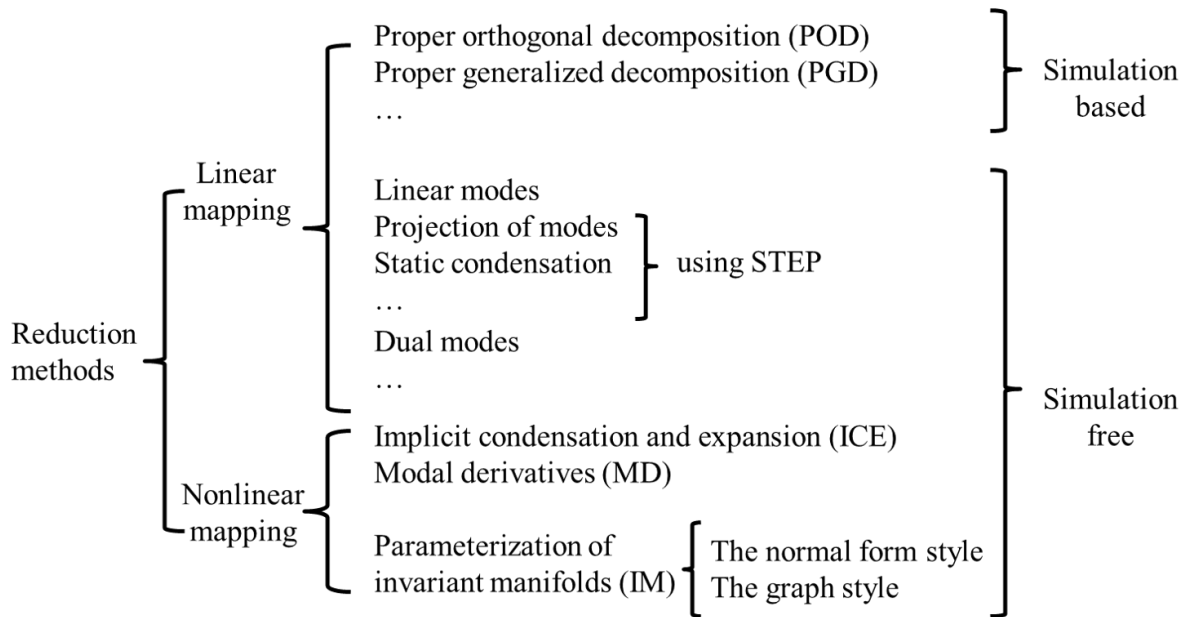 Reduction
methods
Linear
mapping
Proper orthogonal decomposition (POD)
Proper generalized decomposition (PGD)
…
Simulation
based
Linear modes
Projection of modes
Static condensation
…
using STEP
Dual modes
…
Nonlinear
mapping
Implicit condensation and expansion (ICE)
Modal derivatives (MD)
Parameterization of
invariant manifolds (IM)
The normal form style
The graph style
Simulation
free